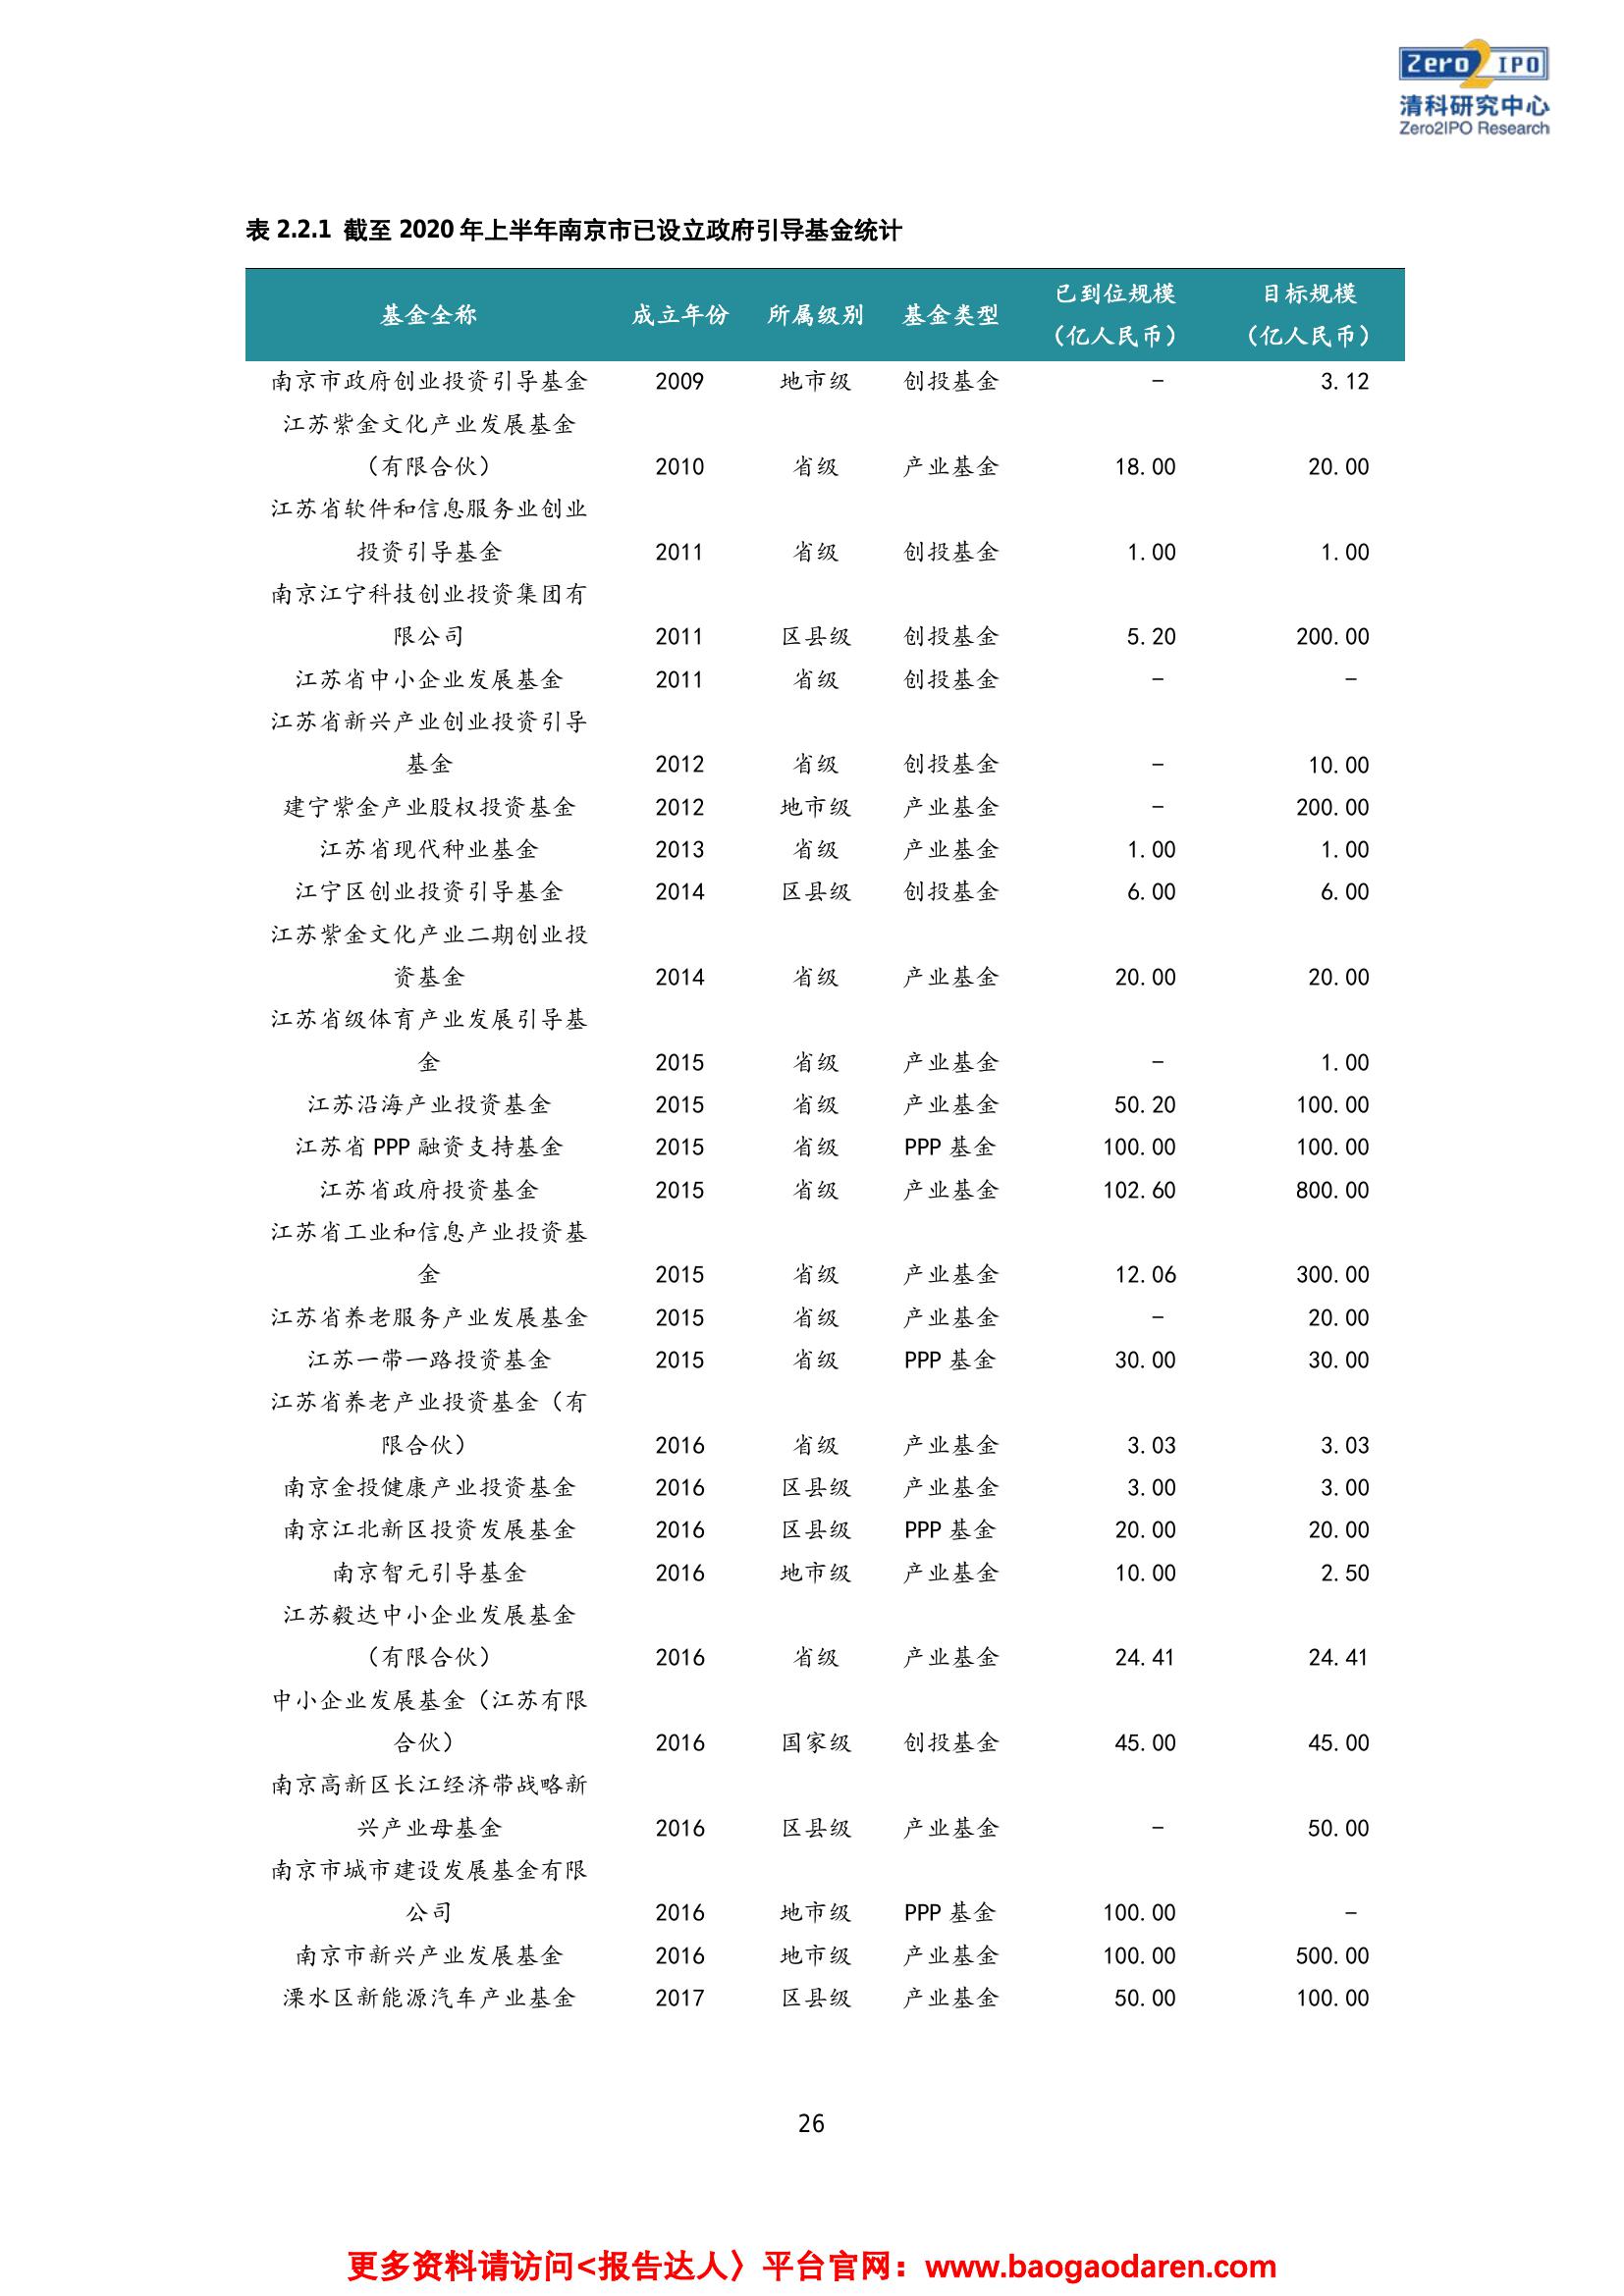 Zero2IPO
清科研究中心
Zero2IPO Research
表 2.2.1 截至 2020 年上半年南京市已设立政府引导基金统计
基金全称 成立年份 所属级别 基金类型 已到位规模（亿人民币） 目标规模（亿人民币）
南京市政府创业投资引导基金 2009 地市级 创投基金 - 3.12
江苏紫金文化产业发展基金
（有限合伙） 2010 省级 产业基金 18.00 20.00
江苏省软件和信息服务业创业
投资引导基金 2011 省级 创投基金 1.00 1.00
南京江宁科技创业投资集团有
限公司 2011 区县级 创投基金 5.20 200.00
江苏省中小企业发展基金 2011 省级 创投基金 - -
江苏省新兴产业创业投资引导
基金 2012 省级 创投基金 - 10.00
建宁紫金产业股权投资基金 2012 地市级 产业基金 - 200.00
江苏省现代种业基金 2013 省级 产业基金 1.00 1.00
江宁区创业投资引导基金 2014 区县级 创投基金 6.00 6.00
江苏紫金文化产业二期创业投
资基金 2014 省级 产业基金 20.00 20.00
江苏省级体育产业发展引导基
金 2015 省级 产业基金 - 1.00
江苏沿海产业投资基金 2015 省级 产业基金 50.20 100.00
江苏省 PPP 融资支持基金 2015 省级 PPP 基金 100.00 100.00
江苏省政府投资基金 2015 省级 产业基金 102.60 800.00
江苏省工业和信息产业投资基
金 2015 省级 产业基金 12.06 300.00
江苏省养老服务产业发展基金 2015 省级 产业基金 - 20.00
江苏一带一路投资基金 2015 省级 PPP 基金 30.00 30.00
江苏省养老产业投资基金（有
限合伙） 2016 省级 产业基金 3.03 3.03
南京金投健康产业投资基金 2016 区县级 产业基金 3.00 3.00
南京江北新区投资发展基金 2016 区县级 PPP 基金 20.00 20.00
南京智元引导基金 2016 地市级 产业基金 10.00 2.50
江苏毅达中小企业发展基金
（有限合伙） 2016 省级 产业基金 24.41 24.41
中小企业发展基金（江苏有限
合伙） 2016 国家级 创投基金 45.00 45.00
南京高新区长江经济带战略新
兴产业母基金 2016 区县级 产业基金 - 50.00
南京市城市建设发展基金有限
公司 2016 地市级 PPP 基金 100.00 -
南京市新兴产业发展基金 2016 地市级 产业基金 100.00 500.00
溧水区新能源汽车产业基金 2017 区县级 产业基金 50.00 100.00
26
更多资料请访问<报告达人〉平台官网：www.baogaodaren.com